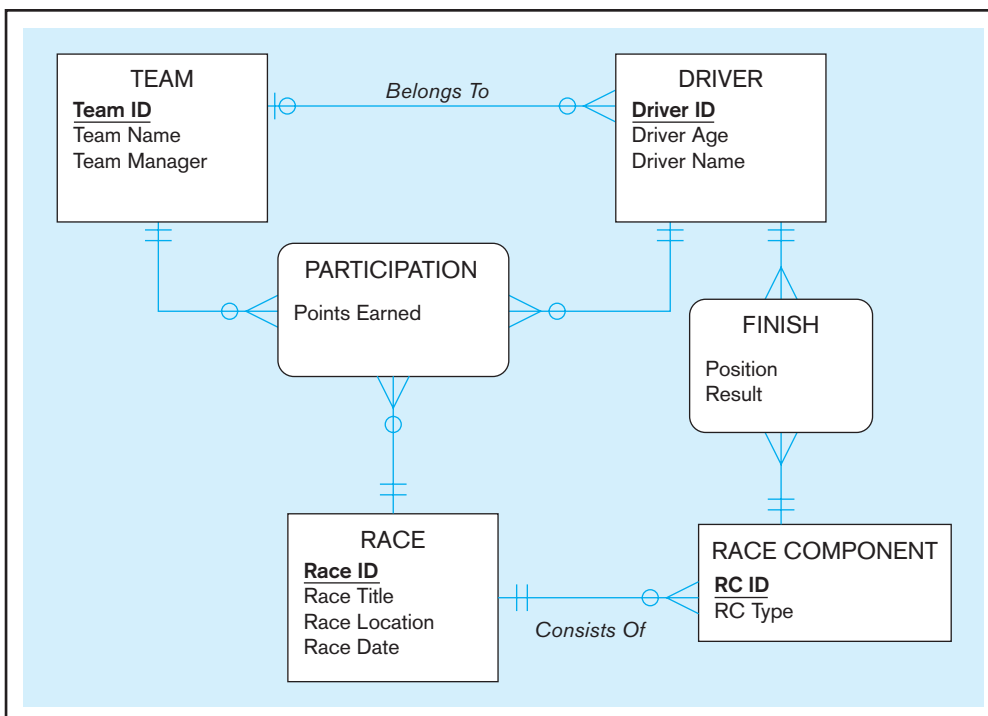 TEAM
Team ID
Team Name
Team Manager
Belongs To
DRIVER
Driver ID
Driver Age
Driver Name
PARTICIPATION
Points Earned
FINISH
Position
Result
RACE
Race ID
Race Title
Race Location
Race Date
Consists Of
RACE COMPONENT
RC ID
RC Type